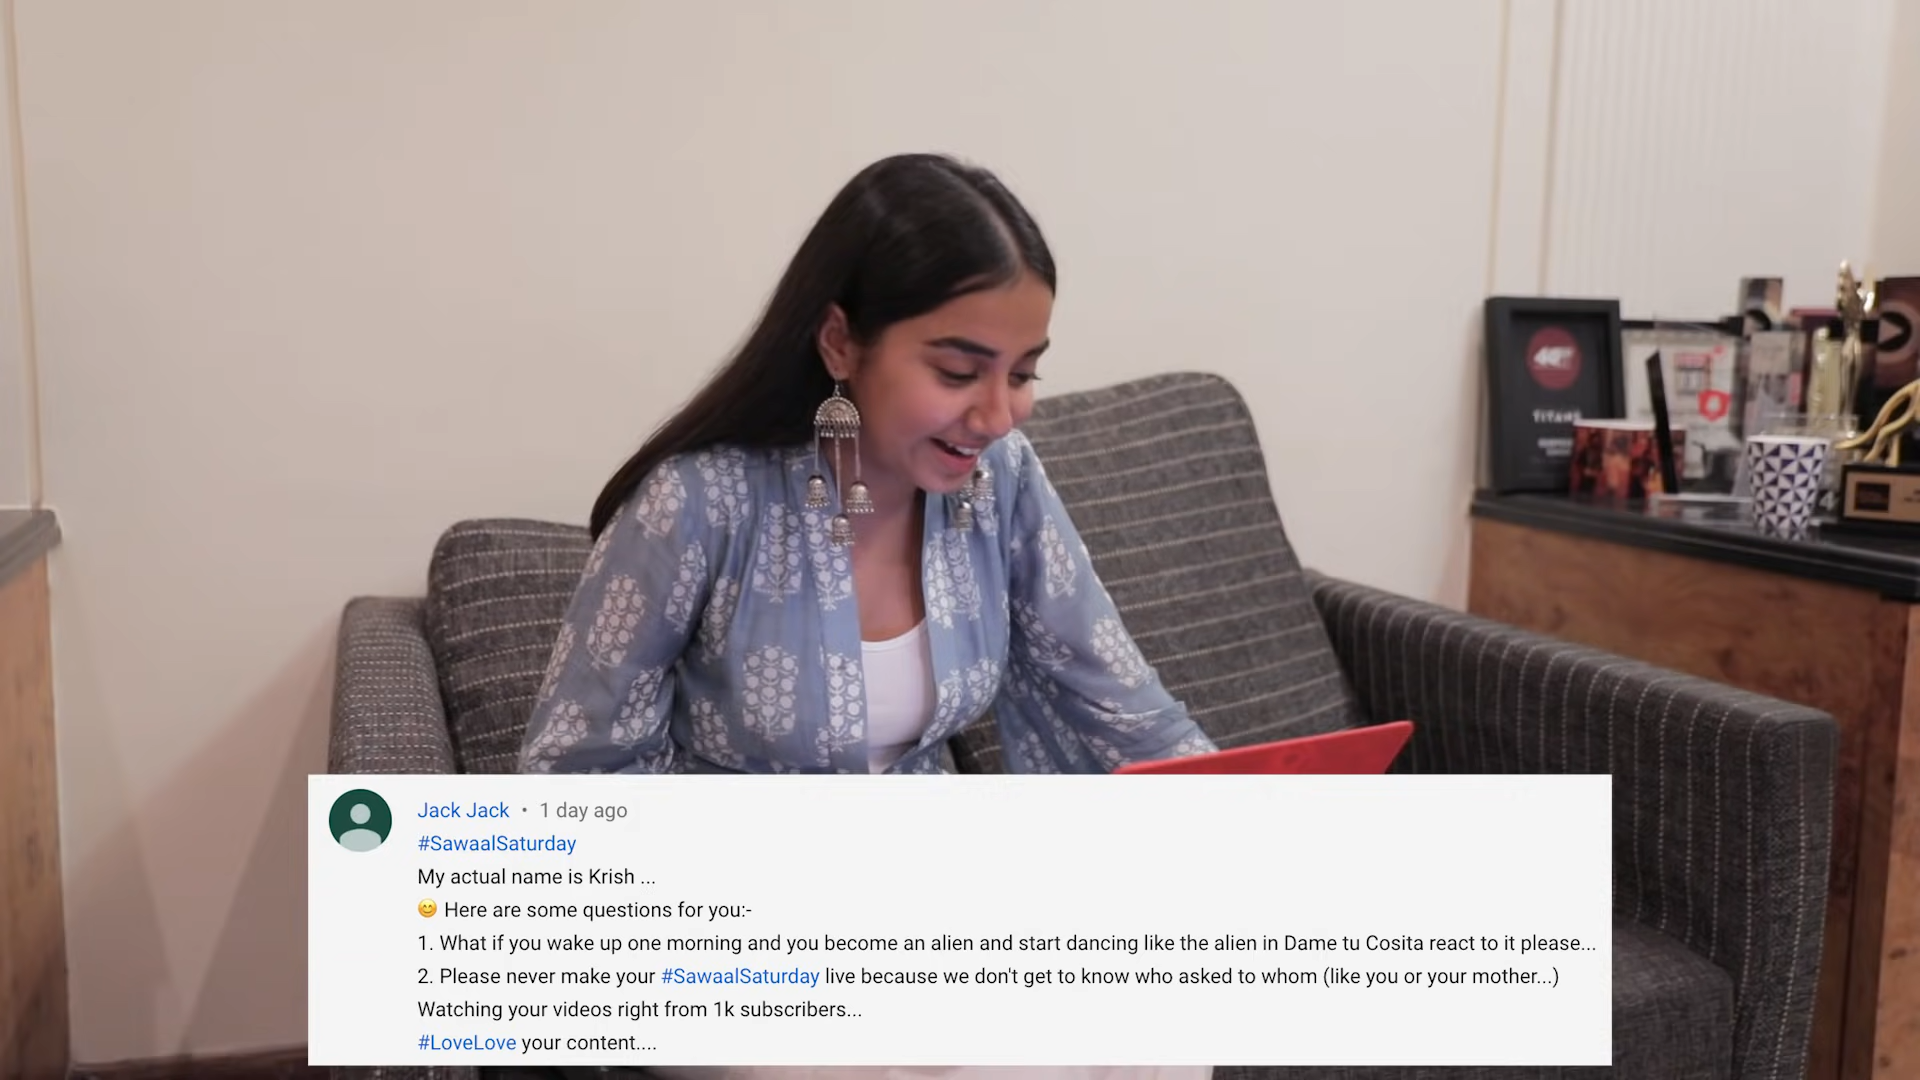 TITANS
Jack Jack • 1 day ago
#SawaalSaturday
My actual name is Krish ...
😊 Here are some questions for you:-
1. What if you wake up one morning and you become an alien and start dancing like the alien in Dame tu Cosita react to it please...
2. Please never make your #SawaalSaturday live because we don't get to know who asked to whom (like you or your mother...)
Watching your videos right from 1k subscribers...
#LoveLove your content....